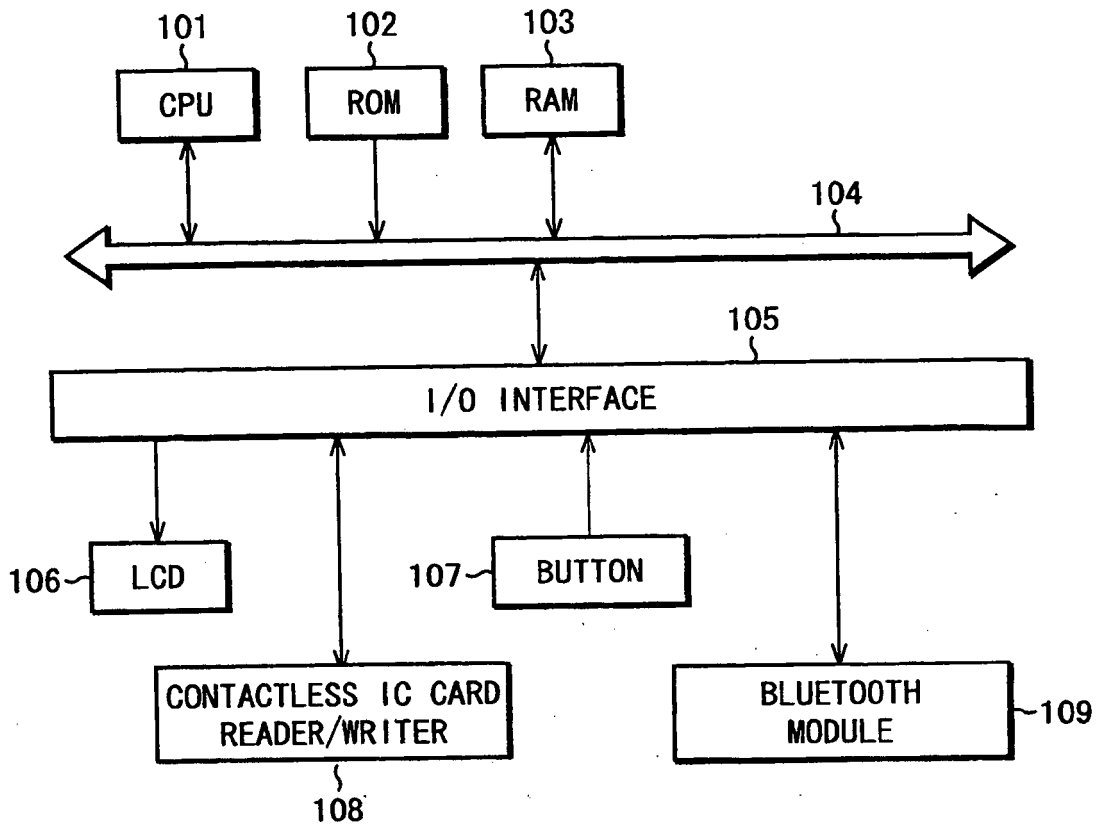 101
102
103
CPU
ROM
RAM
104
105
I/O INTERFACE
106
LCD
107
BUTTON
CONTACTLESS IC CARD
READER/WRITER
108
BLUETOOTH
MODULE
109